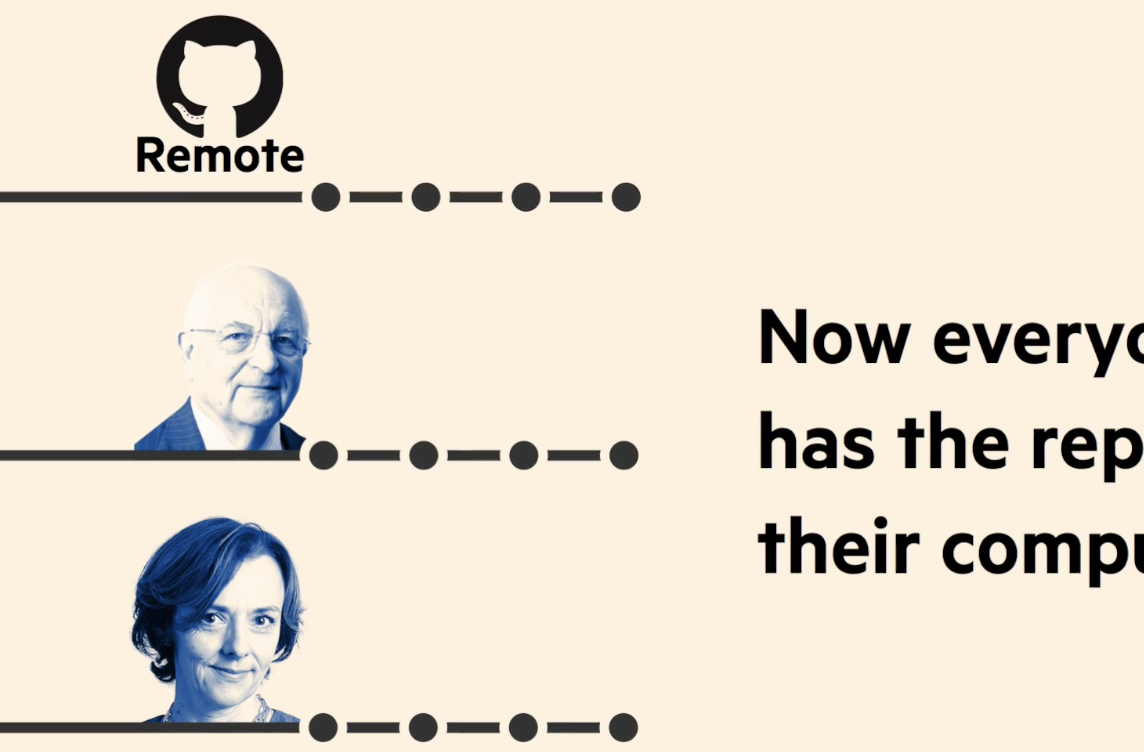 Remote
Now everyo
has the rep
their compu